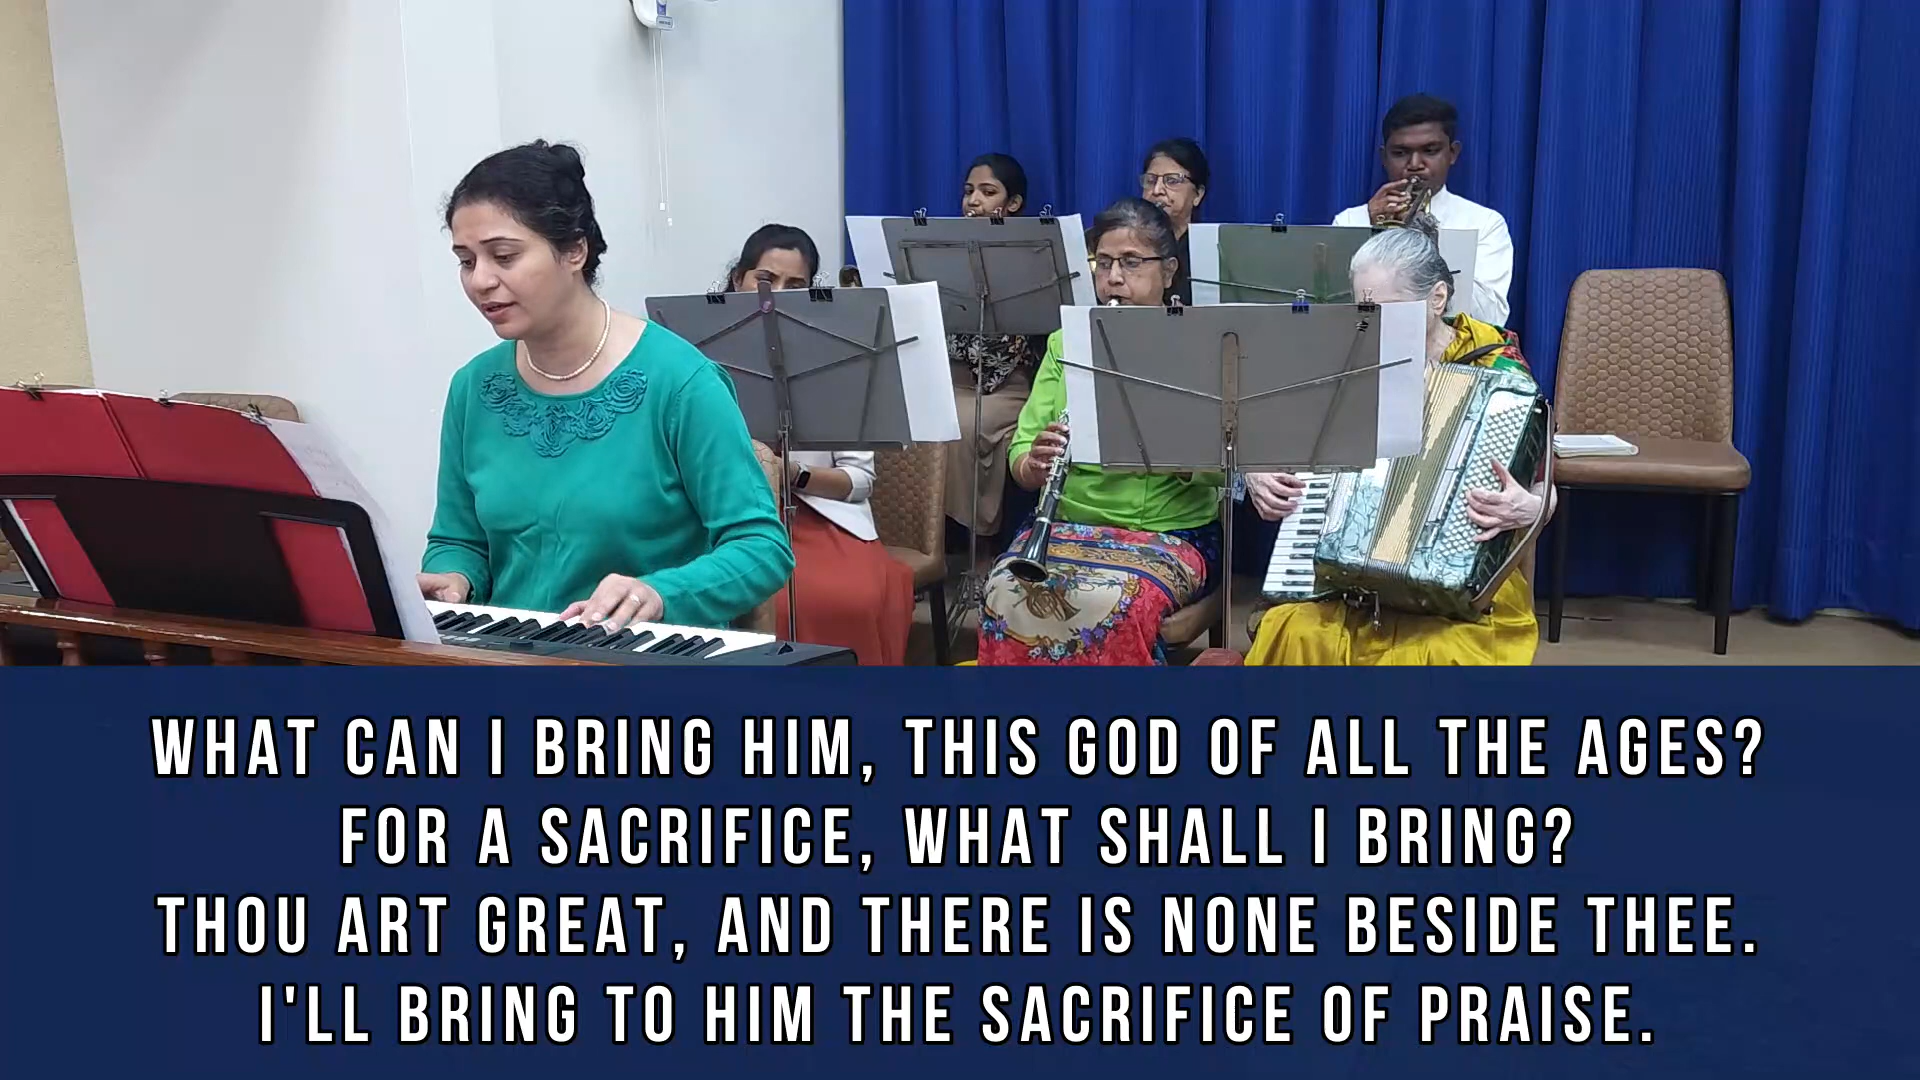 WHAT CAN I BRING HIM, THIS GOD OF ALL THE AGES?
FOR A SACRIFICE, WHAT SHALL I BRING?
THOU ART GREAT, AND THERE IS NONE BESIDE THEE.
I'LL BRING TO HIM THE SACRIFICE OF PRAISE.